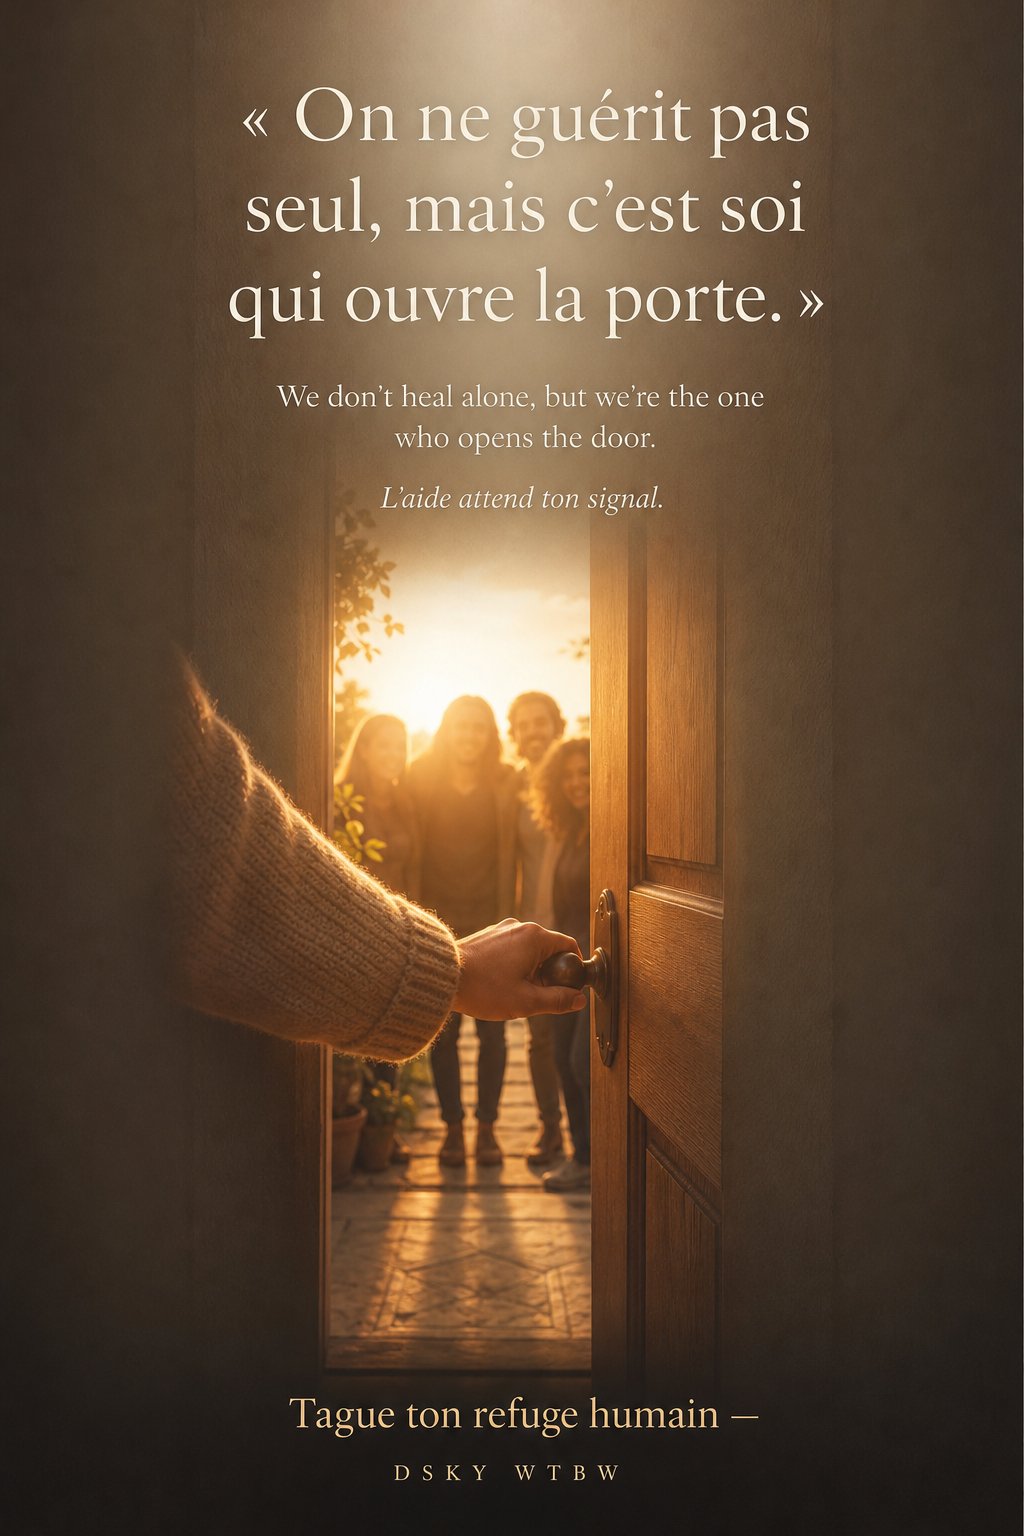 « On ne guérit pas
seul, mais c’est soi
qui ouvre la porte. »
We don’t heal alone, but we’re the one
who opens the door.
L’aide attend ton signal.
Tague ton refuge humain —
DSKY WTBW